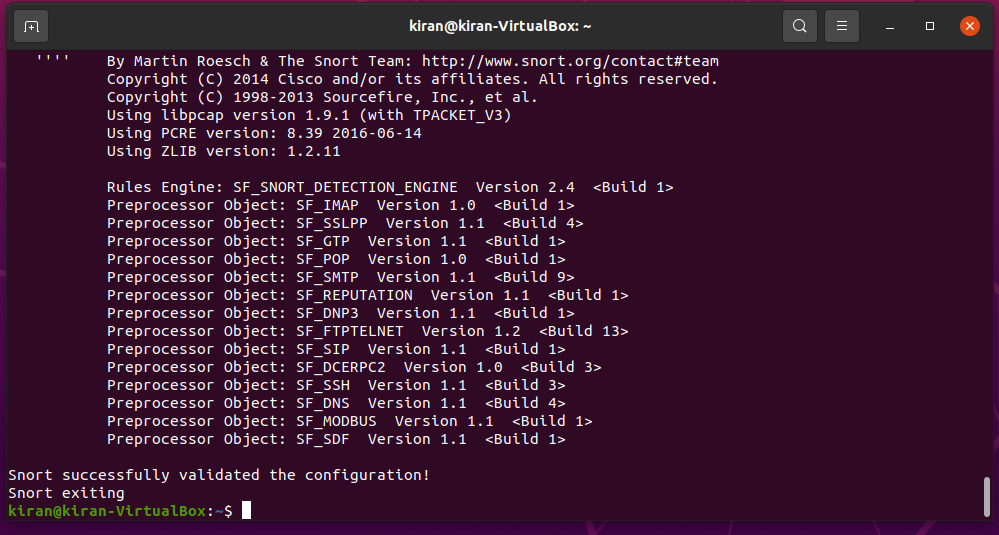 kiran@kiran-VirtualBox: ~
'''' By Martin Roesch & The Snort Team: http://www.snort.org/contact#team
Copyright (C) 2014 Cisco and/or its affiliates. All rights reserved.
Copyright (C) 1998-2013 Sourcefire, Inc., et al.
Using libpcap version 1.9.1 (with TPACKET_V3)
Using PCRE version: 8.39 2016-06-14
Using ZLIB version: 1.2.11
Rules Engine: SF_SNORT_DETECTION_ENGINE  Version 2.4  <Build 1>
Preprocessor Object: SF_IMAP  Version 1.0  <Build 1>
Preprocessor Object: SF_SSLPP  Version 1.1  <Build 4>
Preprocessor Object: SF_GTP  Version 1.1  <Build 1>
Preprocessor Object: SF_POP  Version 1.0  <Build 1>
Preprocessor Object: SF_SMTP  Version 1.1  <Build 9>
Preprocessor Object: SF_REPUTATION  Version 1.1  <Build 1>
Preprocessor Object: SF_DNP3  Version 1.1  <Build 1>
Preprocessor Object: SF_FTPTELNET  Version 1.2  <Build 13>
Preprocessor Object: SF_SIP  Version 1.1  <Build 1>
Preprocessor Object: SF_DCERPC2  Version 1.0  <Build 3>
Preprocessor Object: SF_SSH  Version 1.1  <Build 3>
Preprocessor Object: SF_DNS  Version 1.1  <Build 4>
Preprocessor Object: SF_MODBUS  Version 1.1  <Build 1>
Preprocessor Object: SF_SDF  Version 1.1  <Build 1>
Snort successfully validated the configuration!
Snort exiting
kiran@kiran-VirtualBox:~$